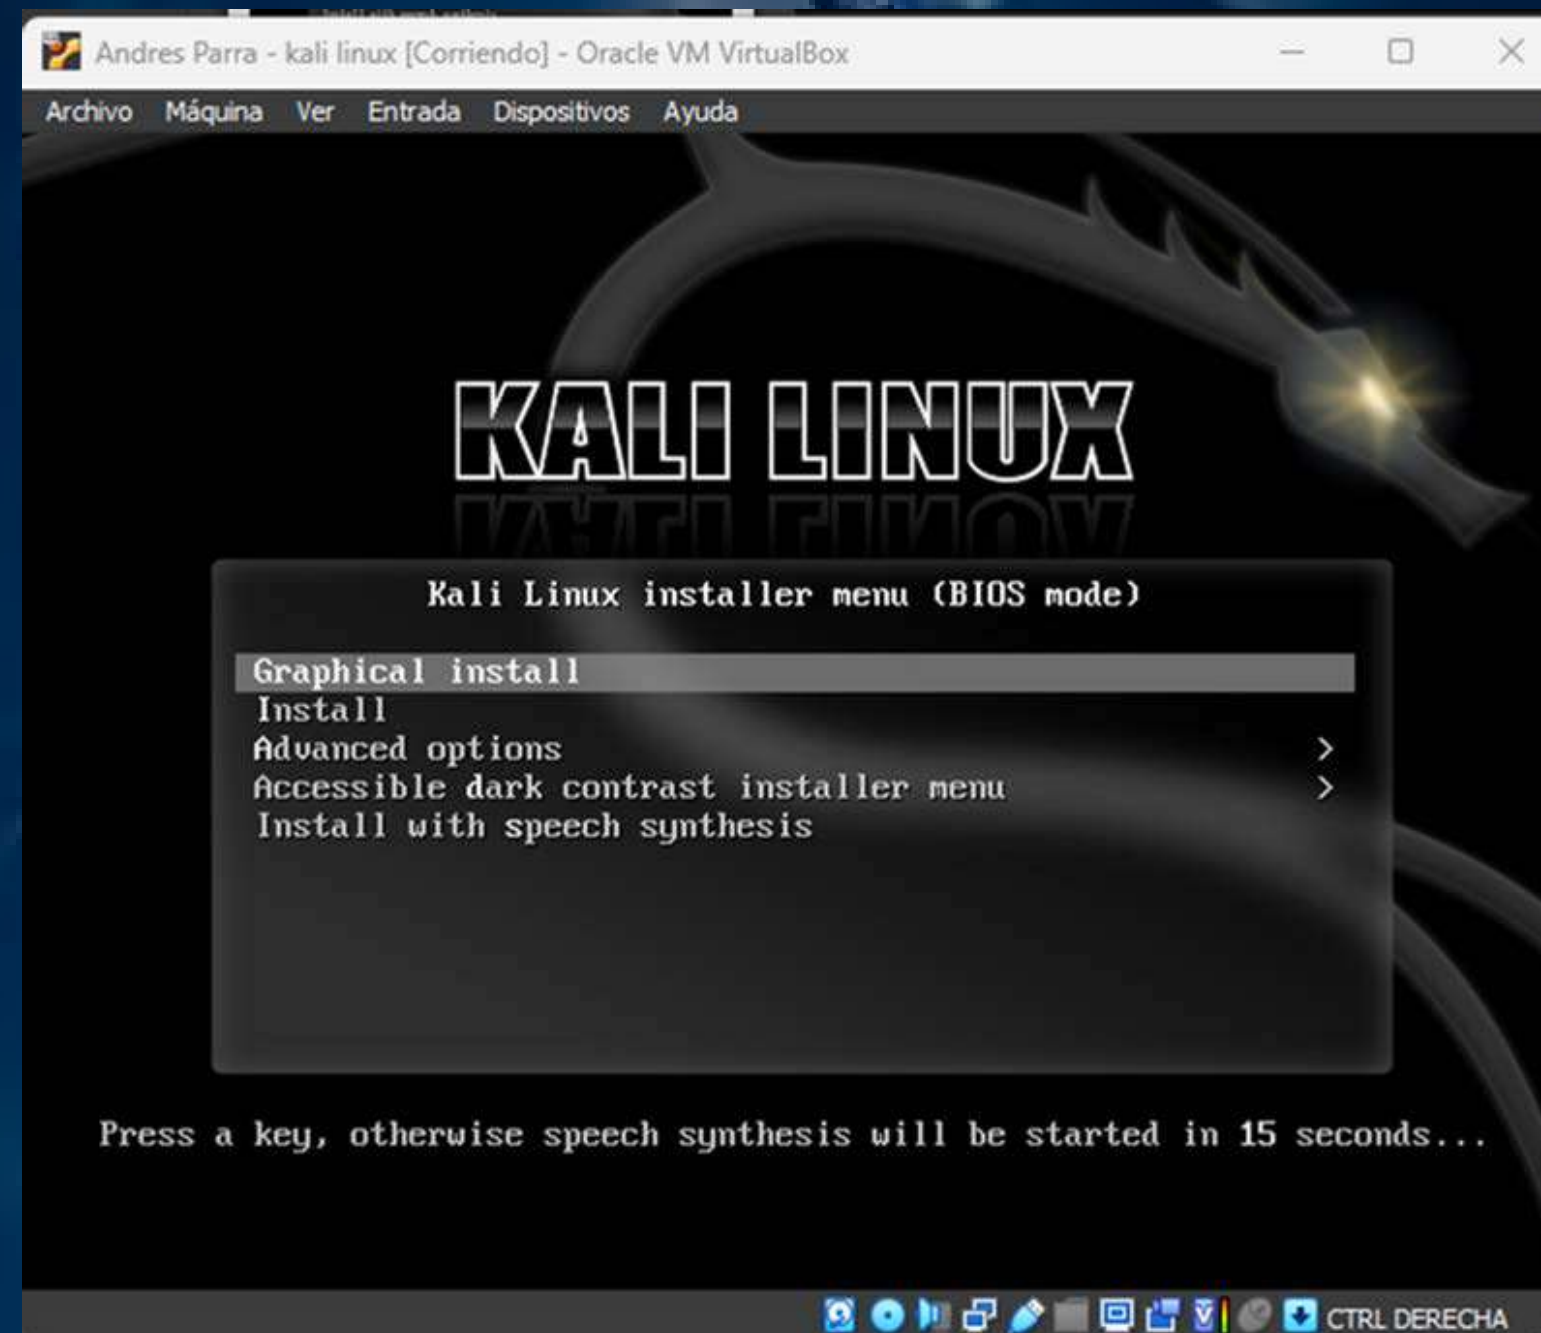 Andres Parra - kali linux [Corriendo] - Oracle VM VirtualBox
Archivo Máquina Ver Entrada Dispositivos Ayuda
KALI LINUX
Kali Linux installer menu (BIOS mode)
Graphical install
Install
Advanced options >
Accessible dark contrast installer menu >
Install with speech synthesis
Press a key, otherwise speech synthesis will be started in 15 seconds...
CTRL DERECHA